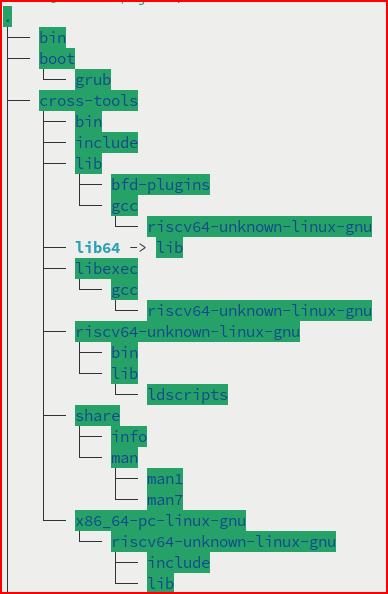 .
bin
boot
grub
cross-tools
bin
include
lib
bfd-plugins
gcc
riscv64-unknown-linux-gnu
lib64 -> lib
libexec
gcc
riscv64-unknown-linux-gnu
riscv64-unknown-linux-gnu
bin
lib
ldscripts
share
info
man
man1
man7
x86_64-pc-linux-gnu
riscv64-unknown-linux-gnu
include
lib